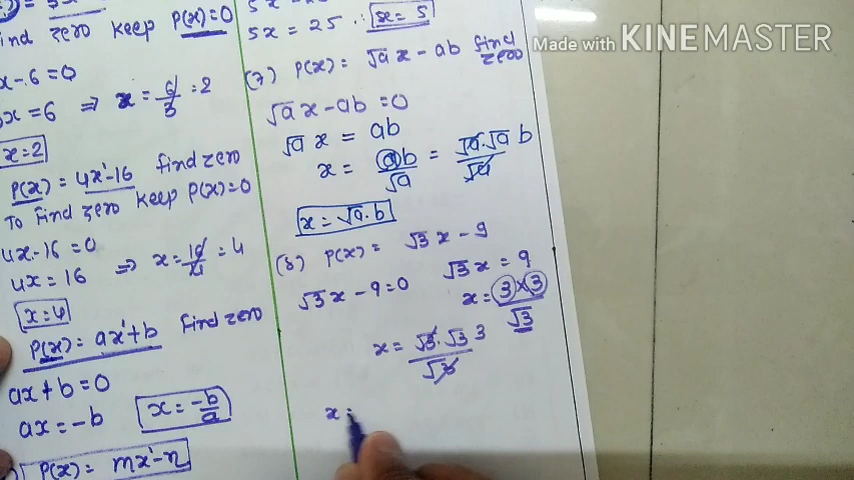 find zero keep P(x)=0
x-6=0
x=6 ⇒ x = 6/3 = 2
x=2
P(x) = 4x¹-16 find zero
To find zero keep P(x)=0
4x-16=0
4x=16 ⇒ x=16/4=4
x=4
P(x)= ax¹+b find zero
ax+b=0
ax=-b x=-b/a
P(x)= mx¹-n
5x = 25 ∴ x=5
(7) P(x)= √a x - ab find zero
√a x-ab=0
√a x = ab
x = ab/√a = √a.√a b/√a
x=√a.b
(8) P(x)= √3 x - 9
√3 x-9=0 √3 x = 9
x= 3×3/√3
x= √3.√3 3/√3
x =
Made with KINEMASTER